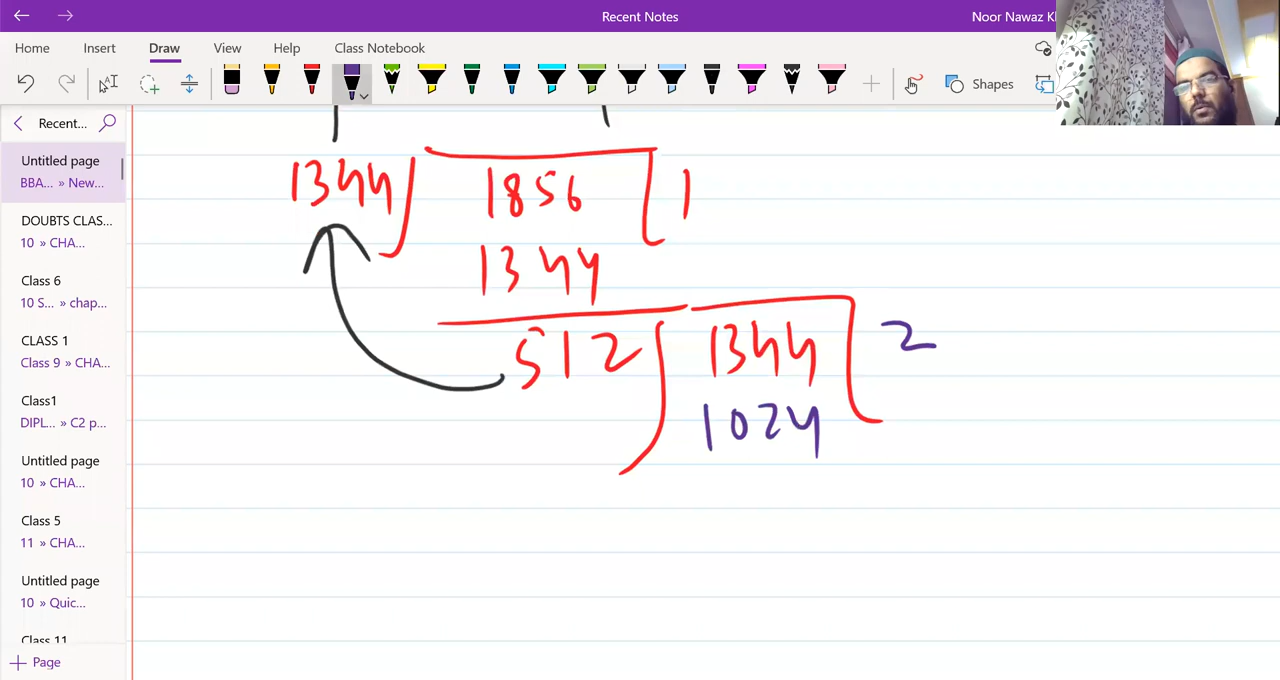 Recent Notes
Noor Nawaz Kh
Home Insert Draw View Help Class Notebook
Shapes
Recent...
Untitled page
BBA... » New...
DOUBTS CLAS...
10 » CHA...
Class 6
10 S... » chap...
CLASS 1
Class 9 » CHA...
Class1
DIPL... » C2 p...
Untitled page
10 » CHA...
Class 5
11 » CHA...
Untitled page
10 » Quic...
Class 11
Page
1344 1856 1
1344
512 1344 2
1024